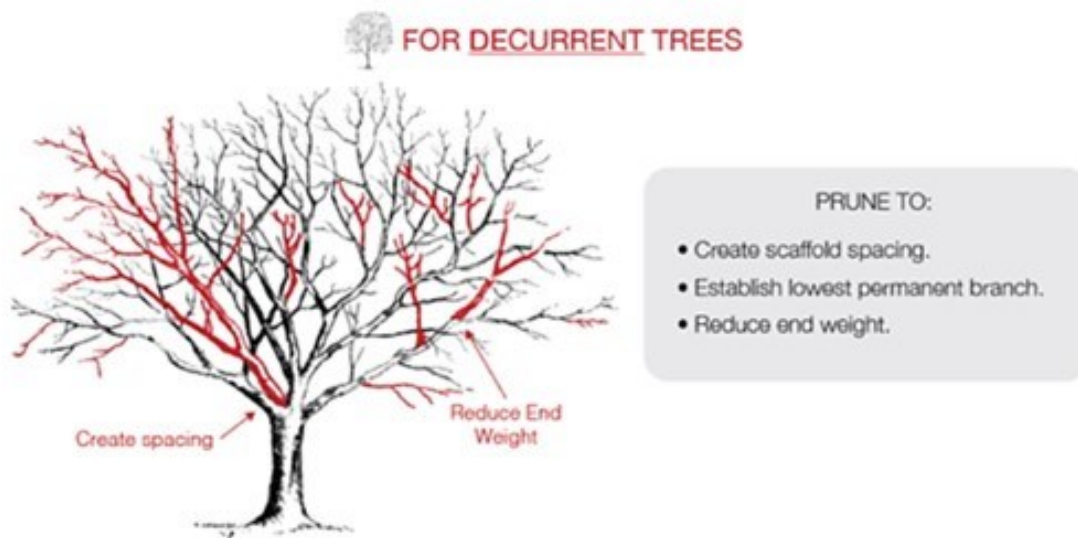 FOR DECURRENT TREES
PRUNE TO:
• Create scaffold spacing.
• Establish lowest permanent branch.
• Reduce end weight.
Create spacing
Reduce End
Weight